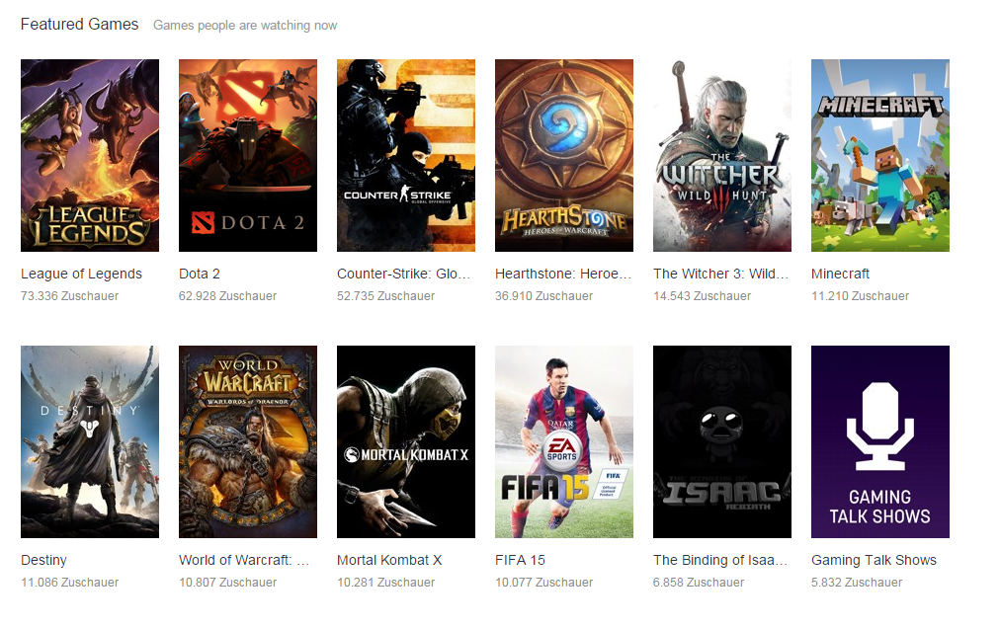 Featured Games Games people are watching now
LEAGUE OF
LEGENDS
DOTA 2
COUNTER STRIKE
GLOBAL OFFENSIVE
HEARTHSTONE
HEROES OF WARCRAFT
THE
WITCHER
WILD HUNT
MINECRAFT
League of Legends
Dota 2
Counter-Strike: Glo...
Hearthstone: Heroe...
The Witcher 3: Wild...
Minecraft
73.336 Zuschauer
62.928 Zuschauer
52.735 Zuschauer
36.910 Zuschauer
14.543 Zuschauer
11.210 Zuschauer
DESTINY
WORLD
OF
WARCRAFT
WARLORDS OF DRAENOR
MORTAL KOMBAT X
QATAR
EA
SPORTS
FIFA 15
FIFA
Official
Licensed
Product
THE BINDING OF
ISAAC
REBIRTH
GAMING
TALK SHOWS
Destiny
World of Warcraft: ...
Mortal Kombat X
FIFA 15
The Binding of Isaa...
Gaming Talk Shows
11.086 Zuschauer
10.807 Zuschauer
10.281 Zuschauer
10.077 Zuschauer
6.858 Zuschauer
5.832 Zuschauer